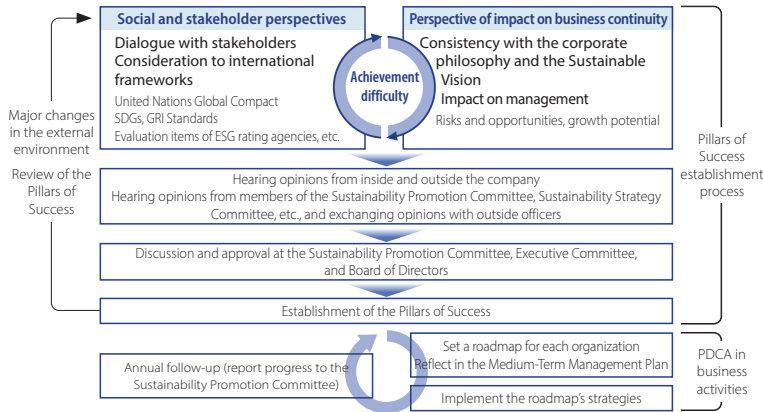 Social and stakeholder perspectives
Dialogue with stakeholders
Consideration to international
frameworks
United Nations Global Compact
SDGs, GRI Standards
Evaluation items of ESG rating agencies, etc.
Achievement
difficulty
Perspective of impact on business continuity
Consistency with the corporate
philosophy and the Sustainable
Vision
Impact on management
Risks and opportunities, growth potential
Major changes
in the external
environment
Review of the
Pillars of
Success
Hearing opinions from inside and outside the company
Hearing opinions from members of the Sustainability Promotion Committee, Sustainability Strategy
Committee, etc., and exchanging opinions with outside officers
Discussion and approval at the Sustainability Promotion Committee, Executive Committee,
and Board of Directors
Establishment of the Pillars of Success
Pillars of
Success
establishment
process
Annual follow-up (report progress to the
Sustainability Promotion Committee)
Set a roadmap for each organization
Reflect in the Medium-Term Management Plan
Implement the roadmap's strategies
PDCA in
business
activities